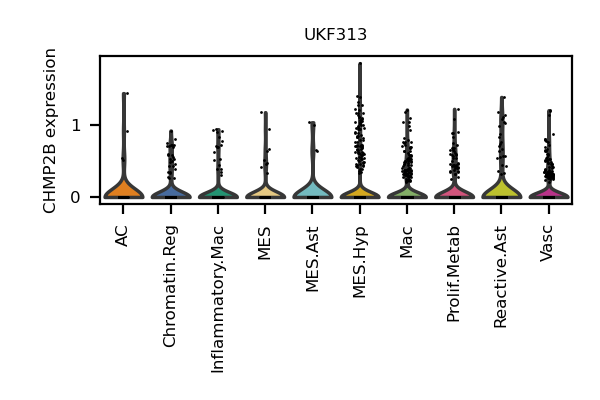 UKF313
CHMP2B expression
1
0
AC
Chromatin.Reg
Inflammatory.Mac
MES
MES.Ast
MES.Hyp
Mac
Prolif.Metab
Reactive.Ast
Vasc